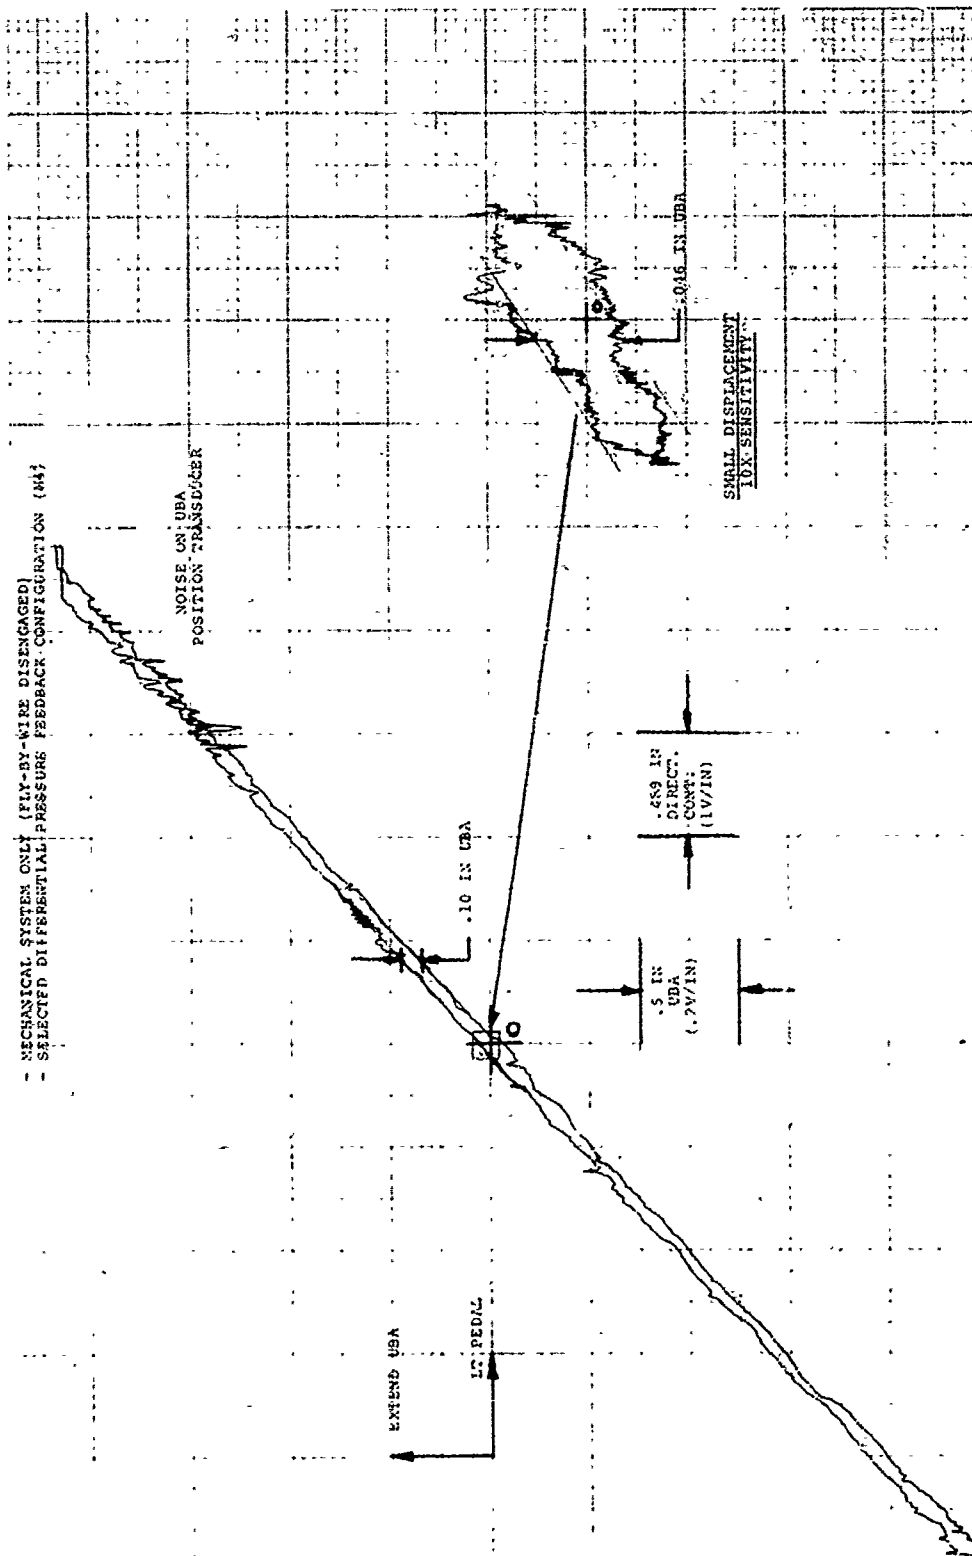 - MECHANICAL SYSTEM ONLY (FLY-BY-WIRE DISENGAGED)
- SELECTED DIFFERENTIAL PRESSURE FEEDBACK CONFIGURATION (#4)
NOISE ON UBA
POSITION TRANSDUCER
.10 IN UBA
.016 IN UBA
SMALL DISPLACEMENT
10X SENSITIVITY
O
O
EXTEND UBA
LT PEDAL
.5 IN
UBA
(.2V/IN)
.489 IN
DIRECT.
CONT.
(1V/IN)